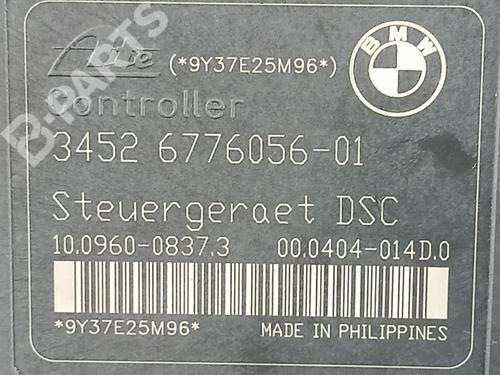 Ate (*9Y37E25M96*)
BMW
Controller
B-PARTS
3452 6776056-01
Steuergeraet DSC
10.0960-0837.3 00.0404-014D.0
*9Y37E25M96* MADE IN PHILIPPINES